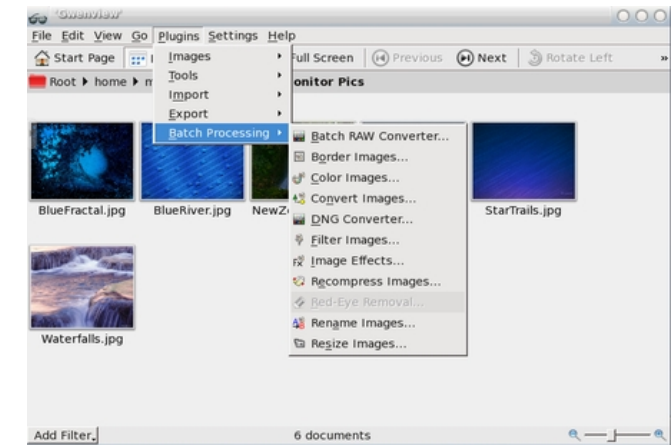 Gwenview
File Edit View Go Plugins Settings Help
Start Page Full Screen Previous Next Rotate Left »
Root home onitor Pics
Images
Tools
Import
Export
Batch Processing
Batch RAW Converter...
Border Images...
Color Images...
Convert Images...
DNG Converter...
Filter Images...
Image Effects...
Recompress Images...
Red-Eye Removal...
Rename Images...
Resize Images...
BlueFractal.jpg BlueRiver.jpg NewZ StarTrails.jpg
Waterfalls.jpg
Add Filter 6 documents